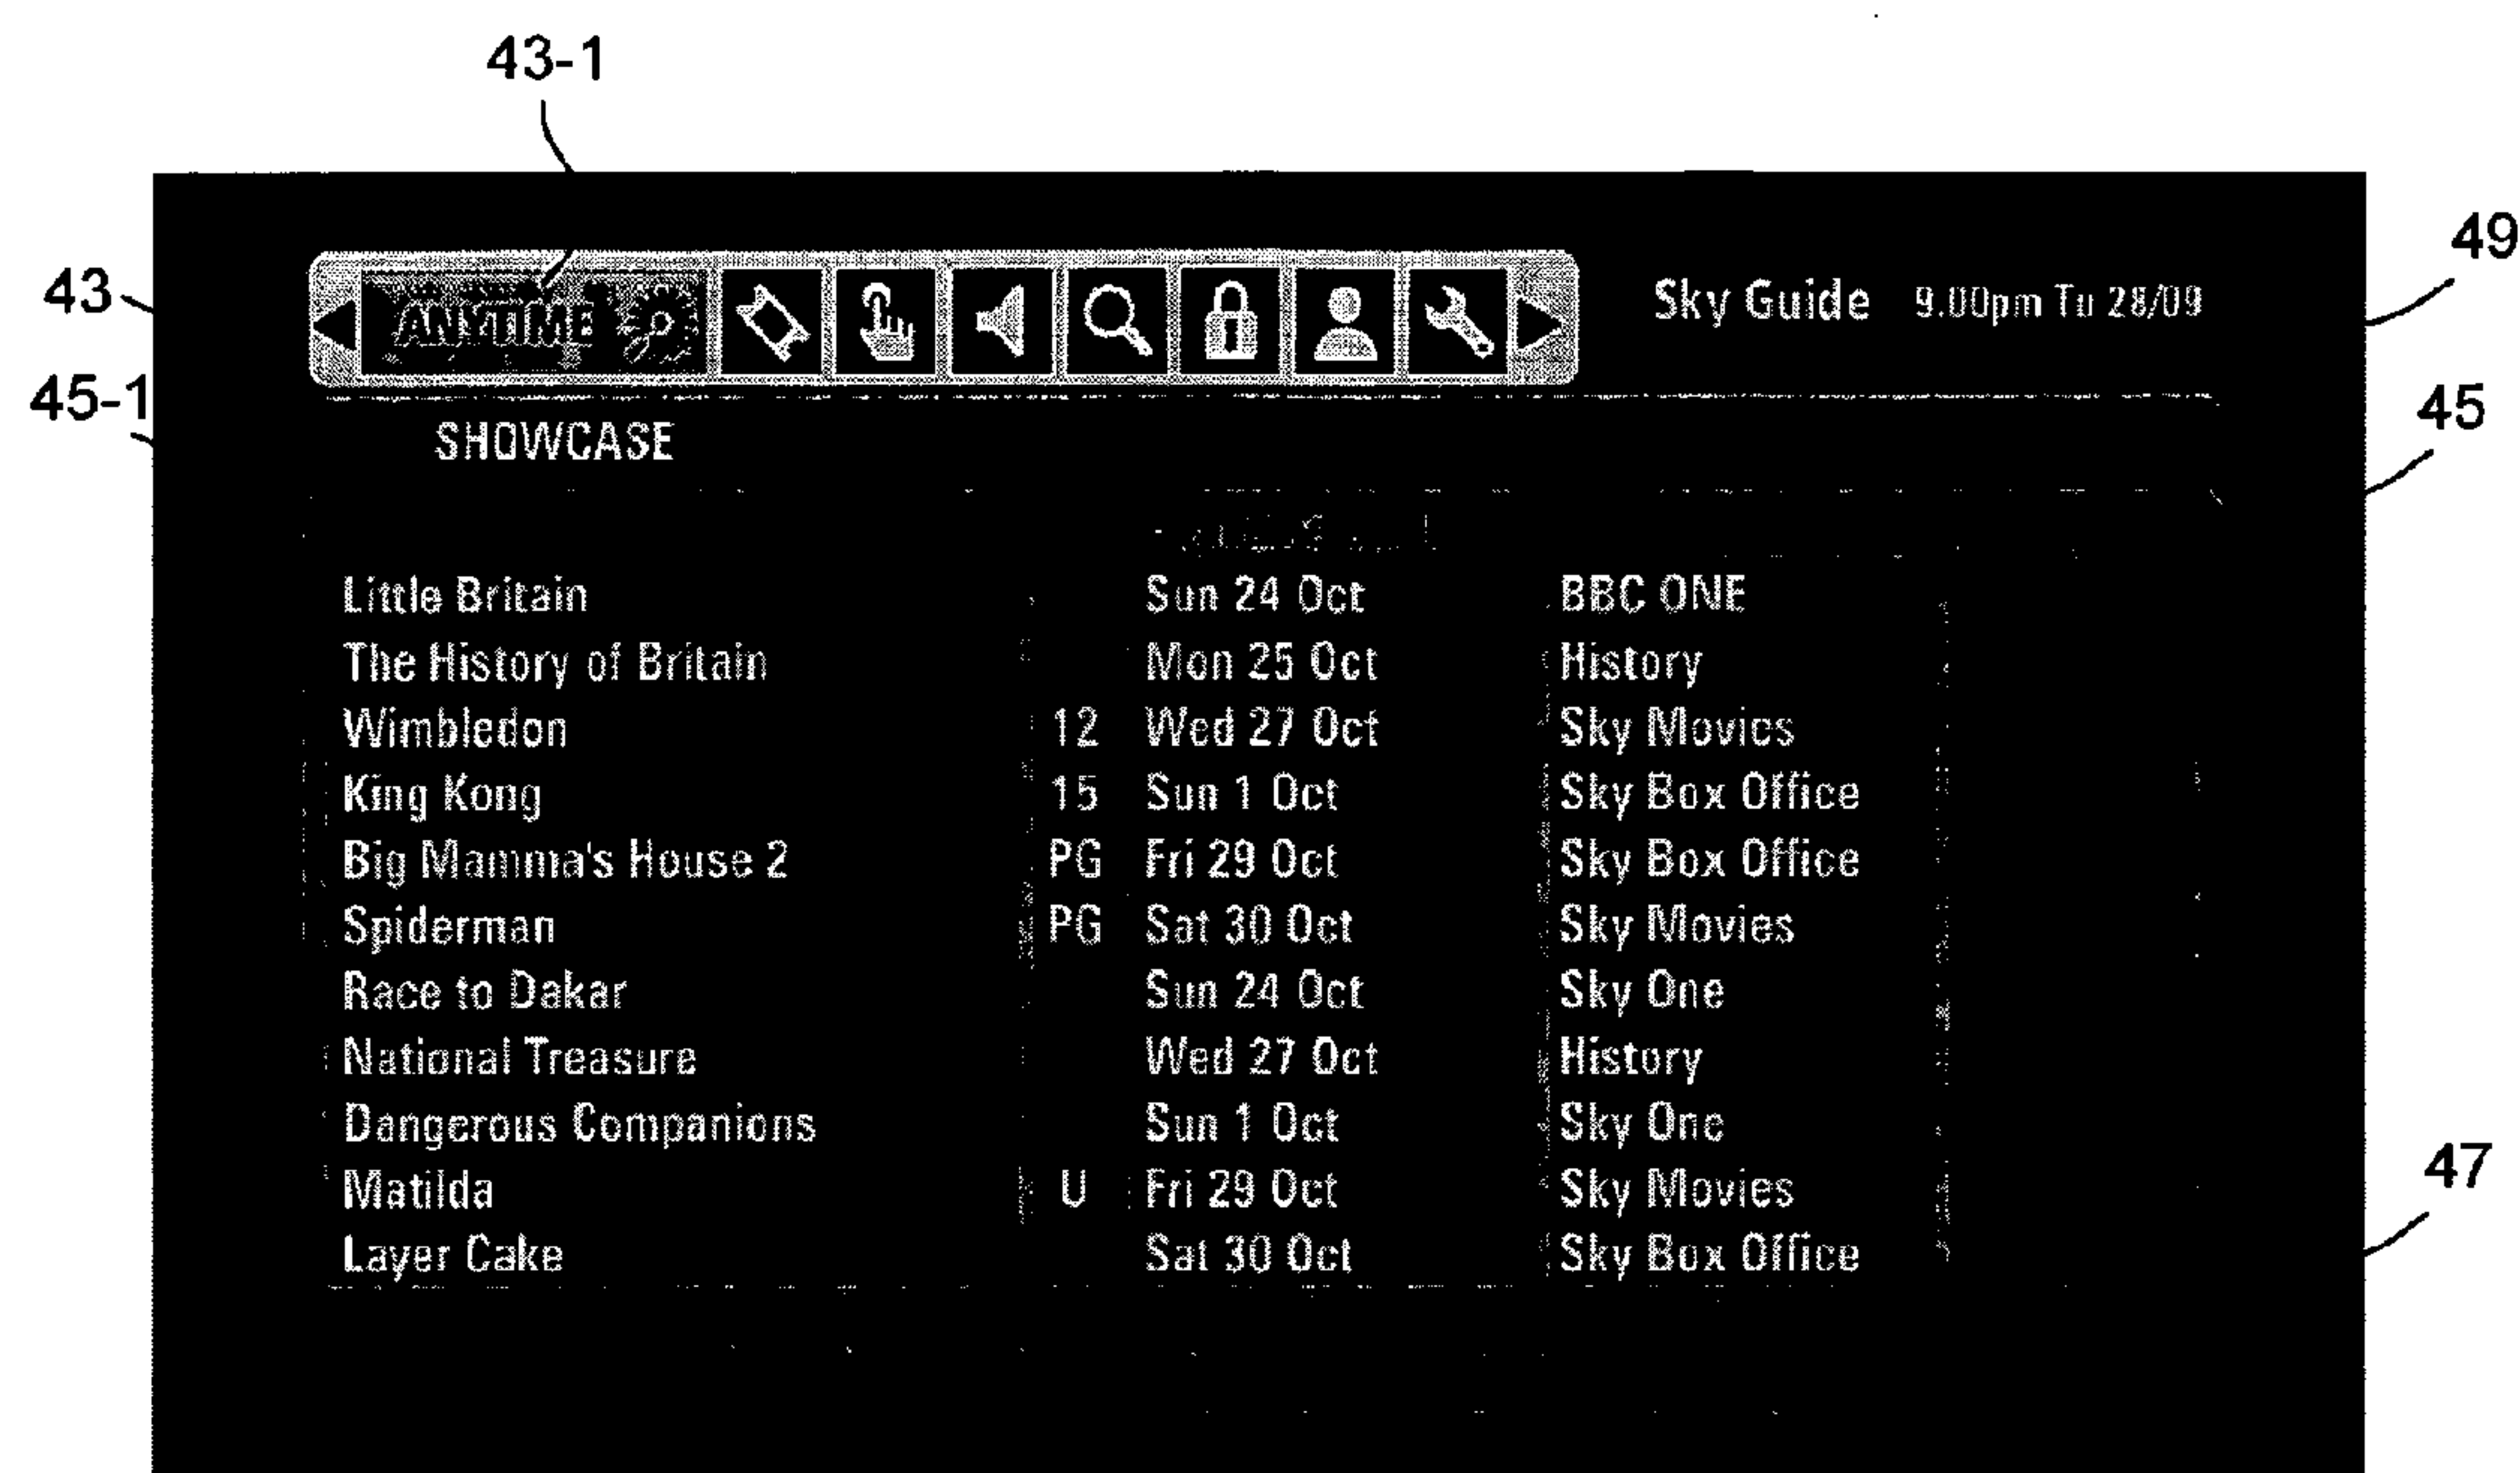 43-1
43
ANYTIME
Sky Guide 9.00pm Tu 28/09
49
45-1
SHOWCASE
45
Little Britain Sun 24 Oct BBC ONE
The History of Britain Mon 25 Oct History
Wimbledon 12 Wed 27 Oct Sky Movies
King Kong 15 Sun 1 Oct Sky Box Office
Big Mamma's House 2 PG Fri 29 Oct Sky Box Office
Spiderman PG Sat 30 Oct Sky Movies
Race to Dakar Sun 24 Oct Sky One
National Treasure Wed 27 Oct History
Dangerous Companions Sun 1 Oct Sky One
Matilda U Fri 29 Oct Sky Movies
47
Layer Cake Sat 30 Oct Sky Box Office